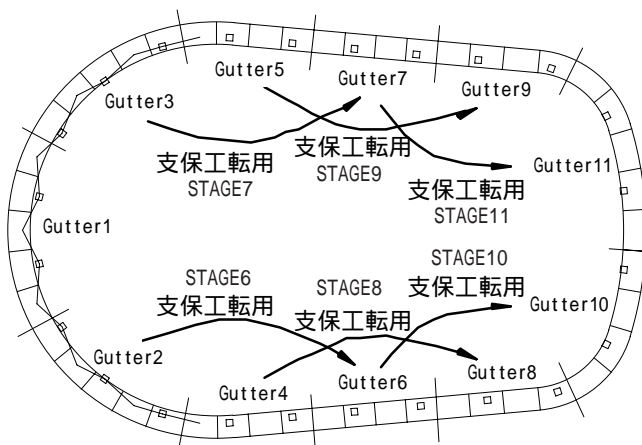 Gutter5
Gutter7
Gutter9
Gutter3
支保工転用
STAGE7
支保工転用
STAGE9
Gutter11
支保工転用
STAGE11
Gutter1
STAGE6
支保工転用
STAGE8
支保工転用
STAGE10
支保工転用
Gutter10
Gutter2
Gutter4
Gutter6
Gutter8